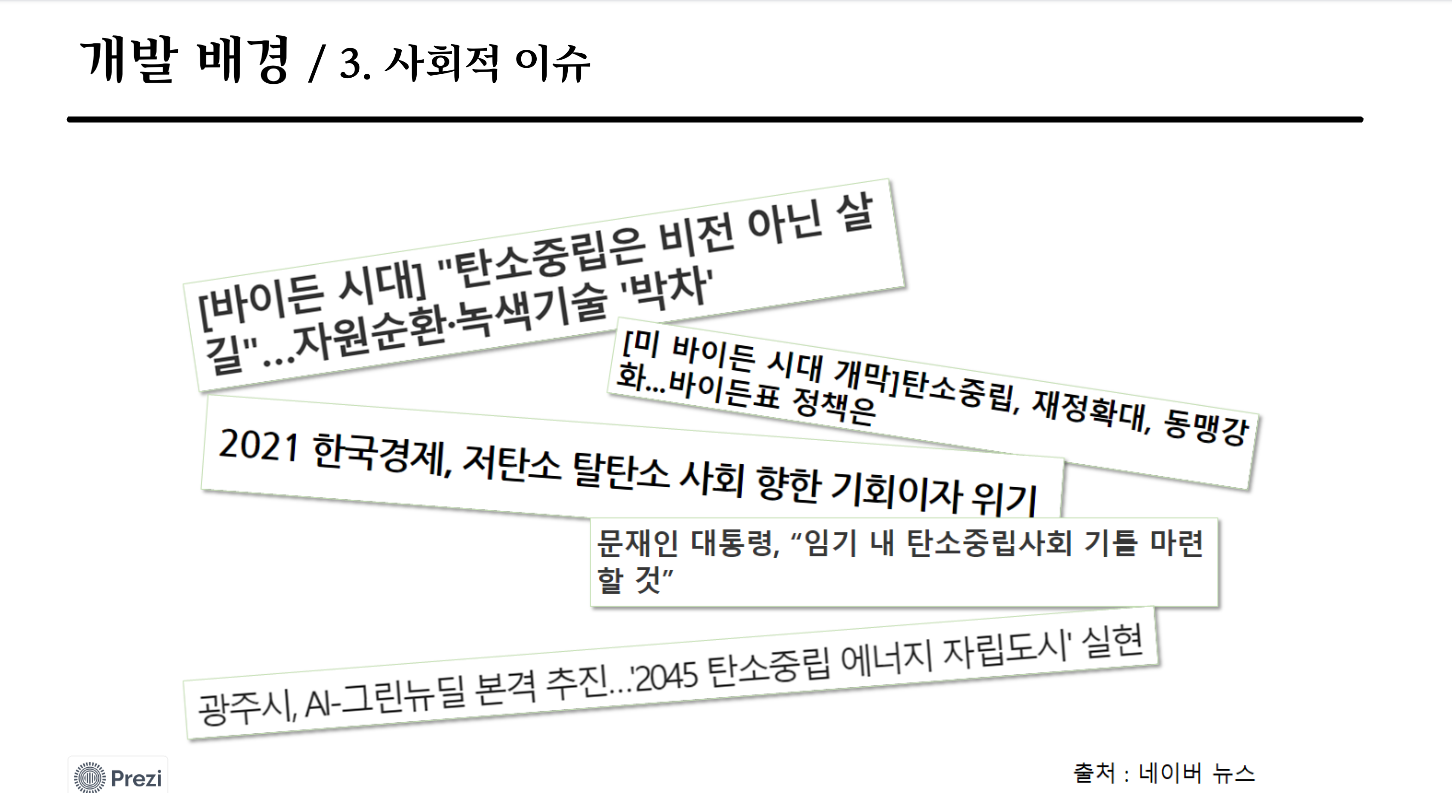 개발 배경 / 3. 사회적 이슈
[바이든 시대] "탄소중립은 비전 아닌 살
길"...자원순환·녹색기술 '박차'
[미 바이든 시대 개막]탄소중립, 재정확대, 동맹강
화...바이든표 정책은
2021 한국경제, 저탄소 탈탄소 사회 향한 기회이자 위기
문재인 대통령, “임기 내 탄소중립사회 기틀 마련
할 것”
광주시, AI-그린뉴딜 본격 추진...'2045 탄소중립 에너지 자립도시' 실현
Prezi
출처 : 네이버 뉴스